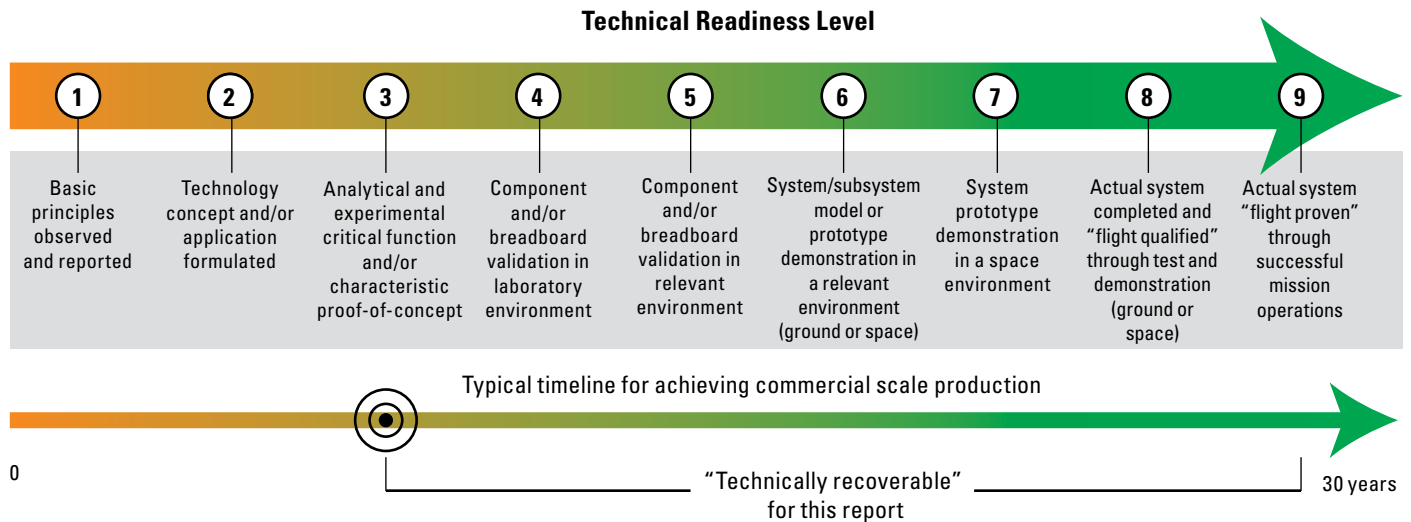 Technical Readiness Level
1
2
3
4
5
6
7
8
9
Basic
principles
observed
and reported
Technology
concept and/or
application
formulated
Analytical and
experimental
critical function
and/or
characteristic
proof-of-concept
Component
and/or
breadboard
validation in
laboratory
environment
Component
and/or
breadboard
validation in
relevant
environment
System/subsystem
model or
prototype
demonstration in
a relevant
environment
(ground or space)
System
prototype
demonstration
in a space
environment
Actual system
completed and
“flight qualified”
through test and
demonstration
(ground or
space)
Actual system
“flight proven”
through
successful
mission
operations
Typical timeline for achieving commercial scale production
0
“Technically recoverable”
for this report
30 years